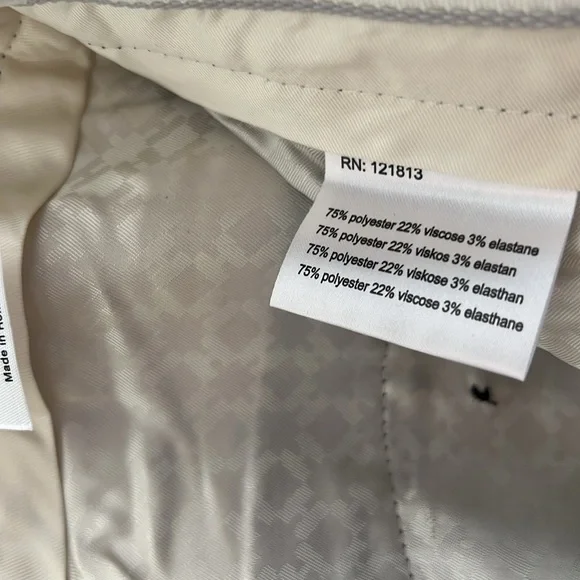 RN: 121813
75% polyester 22% viscose 3% elastane
75% polyester 22% viskos 3% elastan
75% polyester 22% viskose 3% elasthan
75% polyester 22% viscose 3% elasthane
Made in